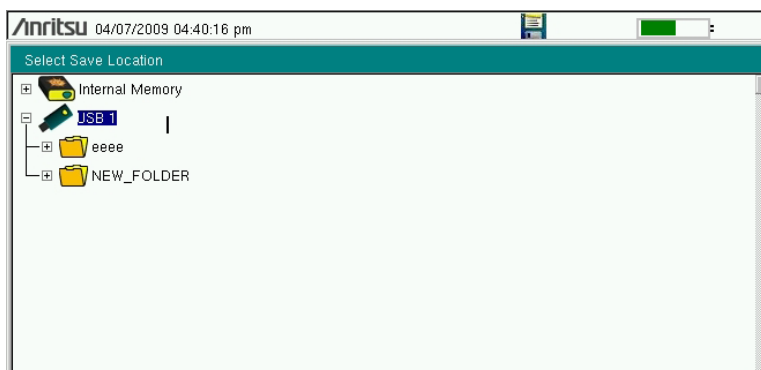 Anritsu 04/07/2009 04:40:16 pm
Select Save Location
Internal Memory
USB 1
eeee
NEW_FOLDER